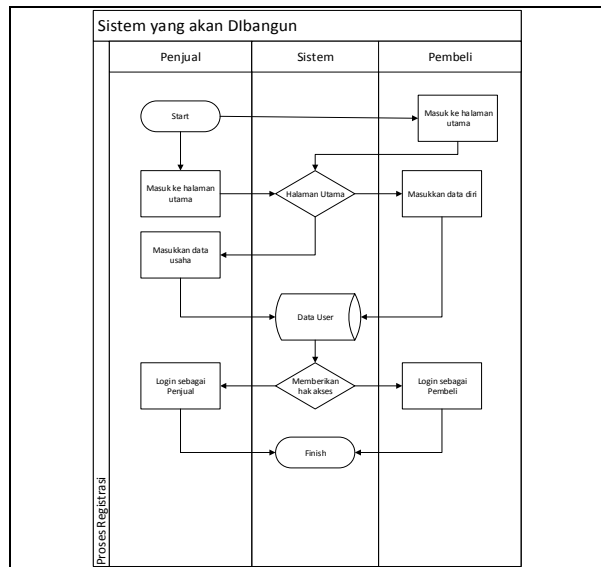 Sistem yang akan DIbangun
Penjual
Sistem
Pembeli
Start
Masuk ke halaman
utama
Masuk ke halaman
utama
Halaman Utama
Masukkan data diri
Masukkan data
usaha
Data User
Login sebagai
Penjual
Memberikan
hak akses
Login sebagai
Pembeli
Finish
Proses Registrasi